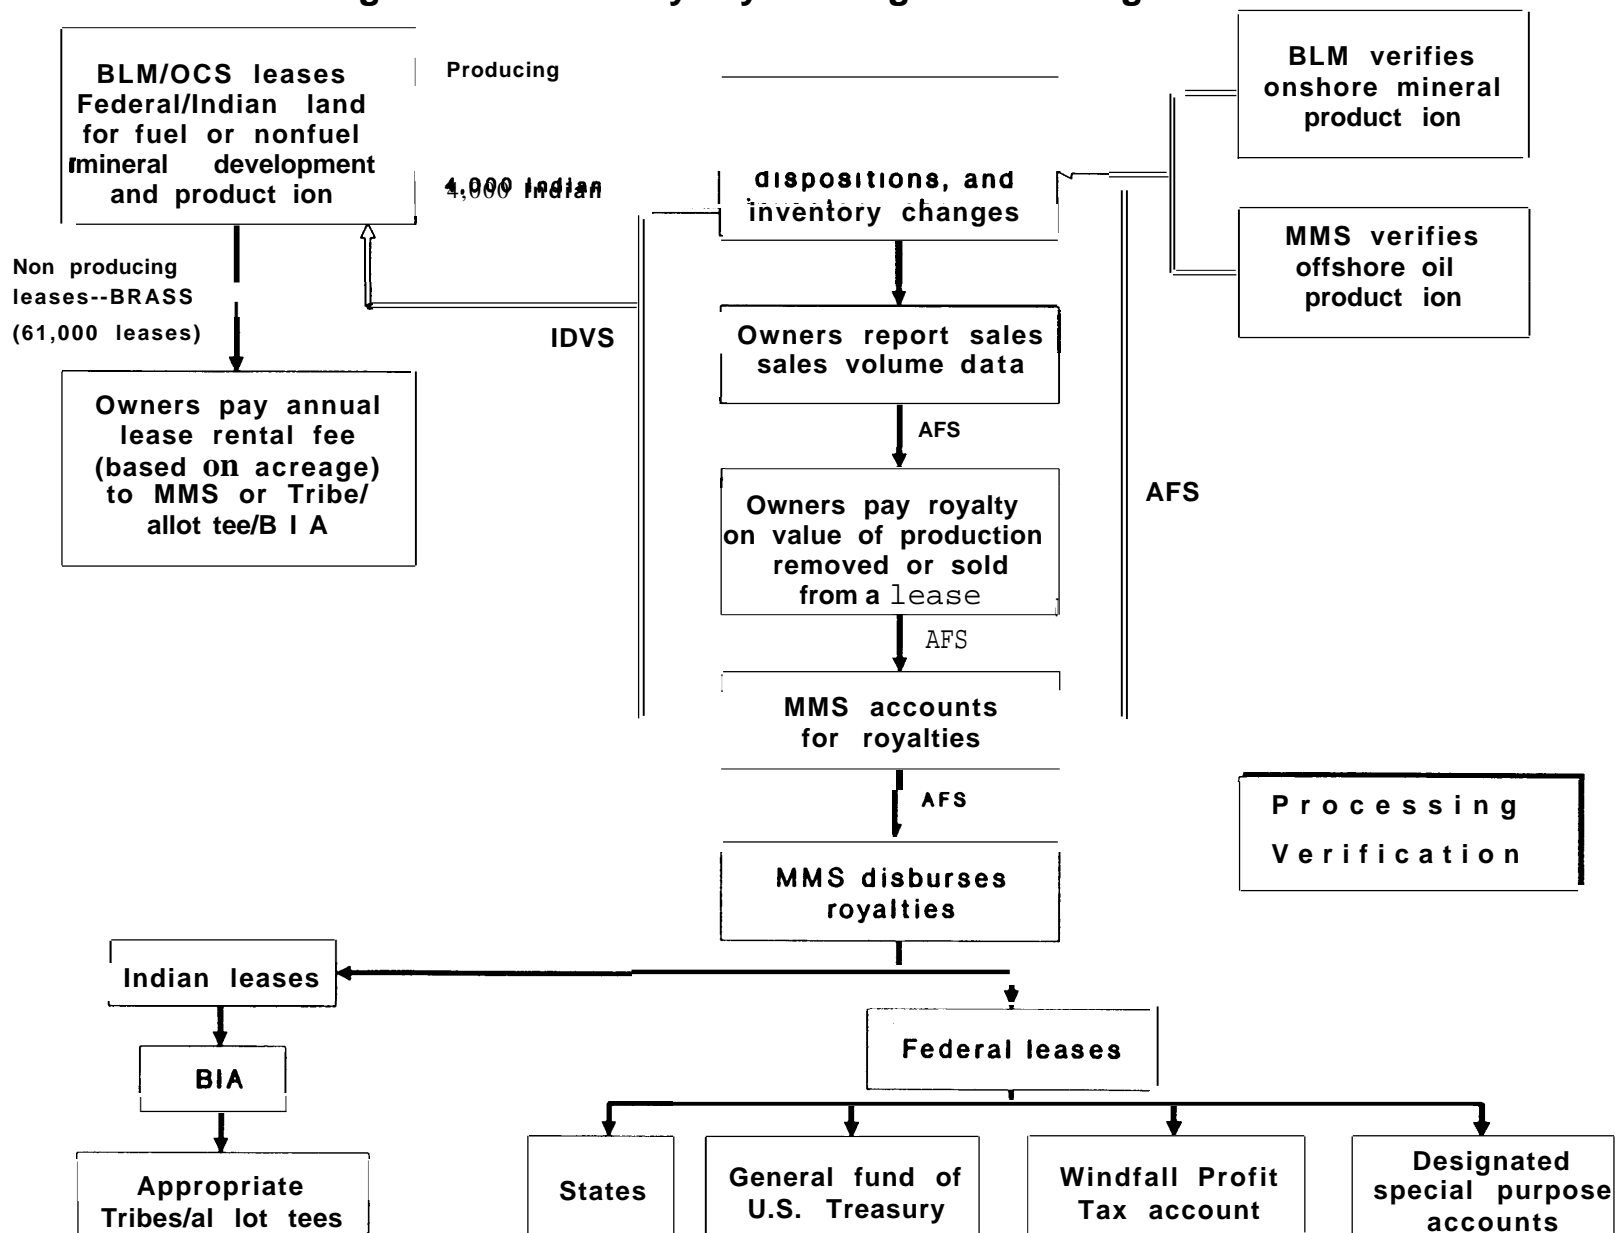 BLM/OCS leases
Federal/Indian land
for fuel or nonfuel
mineral development
and product ion
Producing
4,000 Indian
dispositions, and
inventory changes
BLM verifies
onshore mineral
product ion
MMS verifies
offshore oil
product ion
Non producing
leases--BRASS
(61,000 leases)
IDVS
Owners report sales
sales volume data
AFS
Owners pay annual
lease rental fee
(based on acreage)
to MMS or Tribe/
allot tee/B I A
Owners pay royalty
on value of production
removed or sold
from a lease
AFS
AFS
MMS accounts
for royalties
AFS
Processing
Verification
MMS disburses
royalties
Indian leases
Federal leases
BIA
Appropriate
Tribes/al lot tees
States
General fund of
U.S. Treasury
Windfall Profit
Tax account
Designated
special purpose
accounts